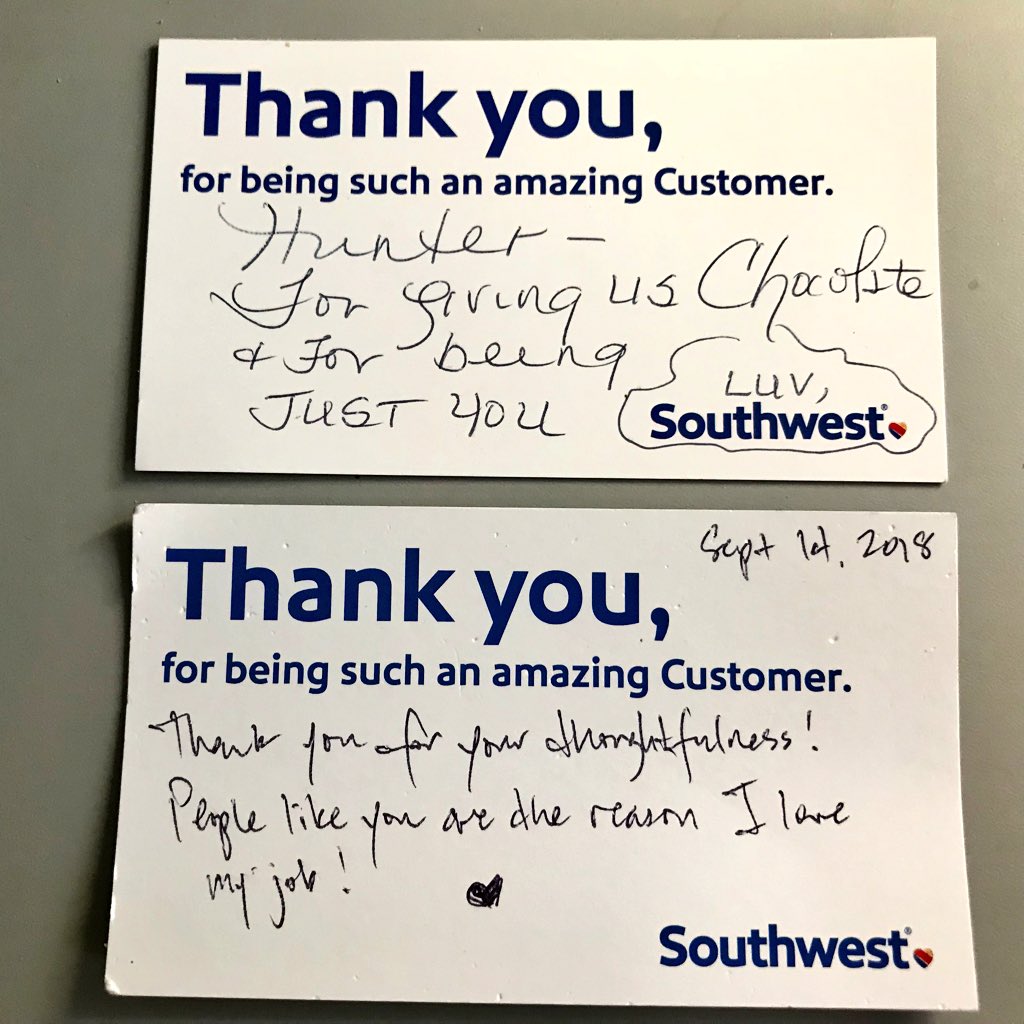 Thank you,
for being such an amazing Customer.
Hunter –
For giving us Chocolate
& For being
JUST YOU
LUV,
Southwest®
Sept 1st, 2018
Thank you,
for being such an amazing Customer.
Thank you for your thoughtfulness!
People like you are the reason I love
my job! ♥
Southwest®